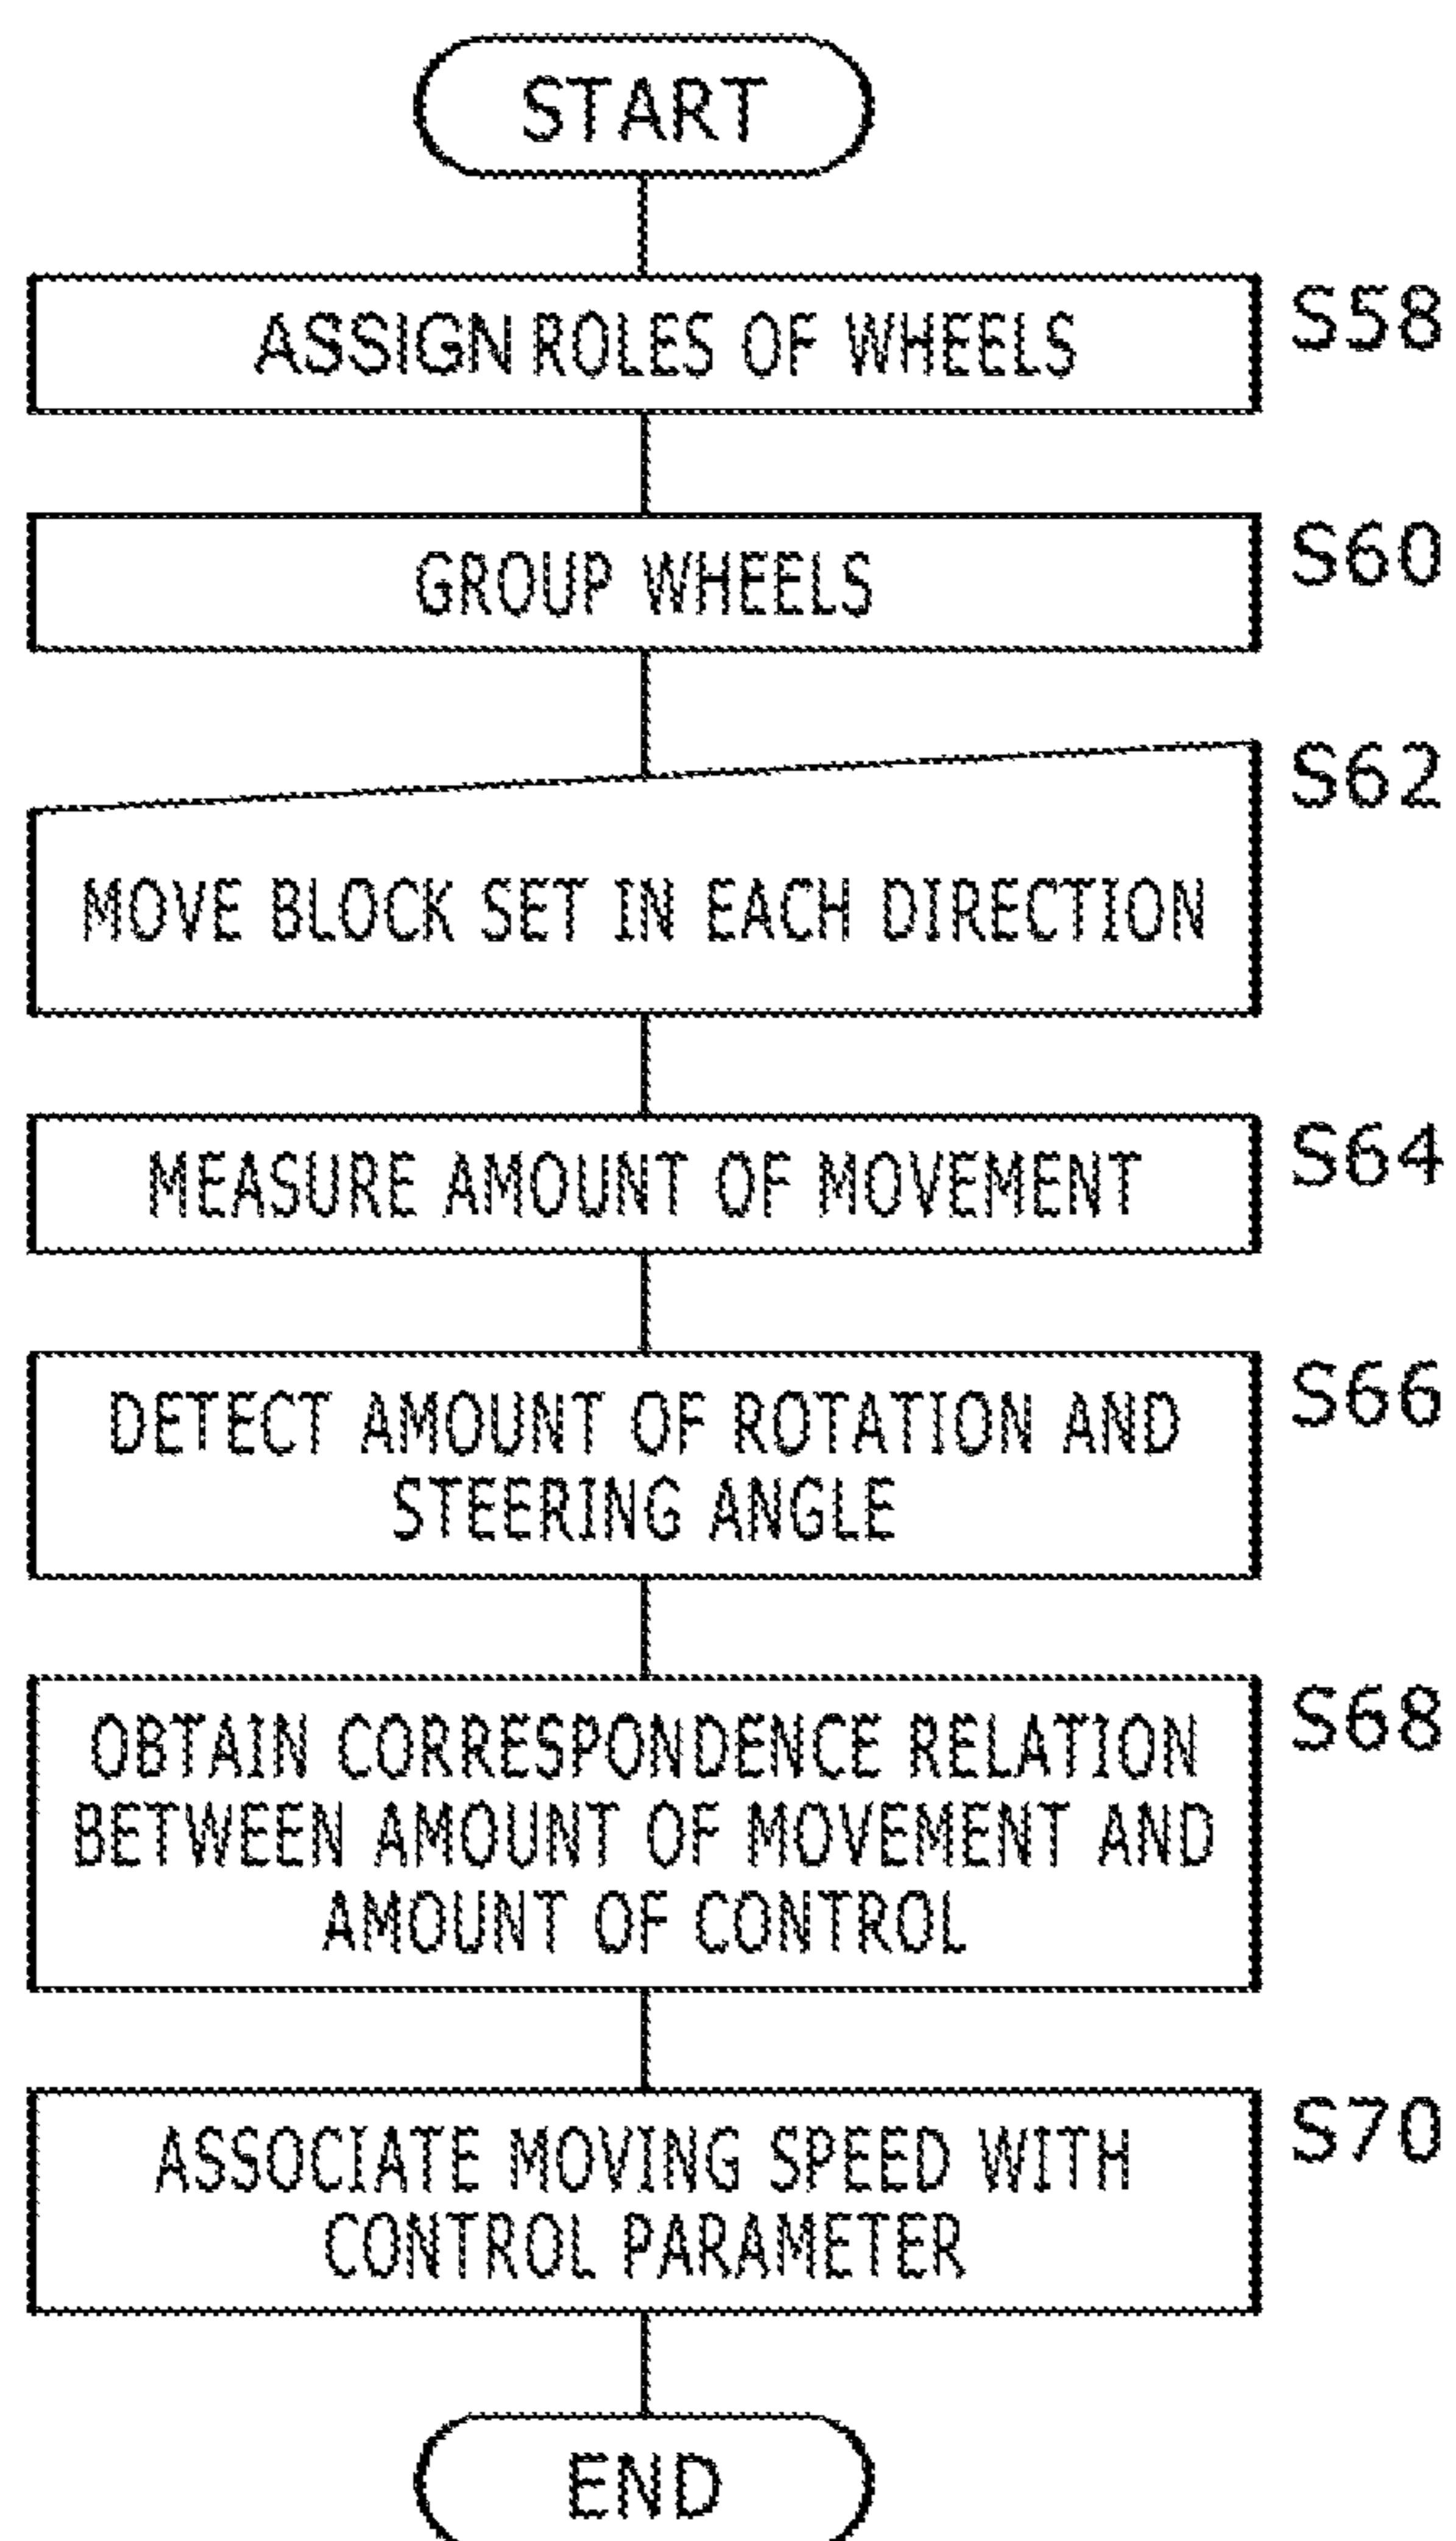 START
ASSIGN ROLES OF WHEELS
S58
GROUP WHEELS
S60
S62
MOVE BLOCK SET IN EACH DIRECTION
MEASURE AMOUNT OF MOVEMENT
S64
DETECT AMOUNT OF ROTATION AND
STEERING ANGLE
S66
OBTAIN CORRESPONDENCE RELATION
BETWEEN AMOUNT OF MOVEMENT AND
AMOUNT OF CONTROL
S68
ASSOCIATE MOVING SPEED WITH
CONTROL PARAMETER
S70
END